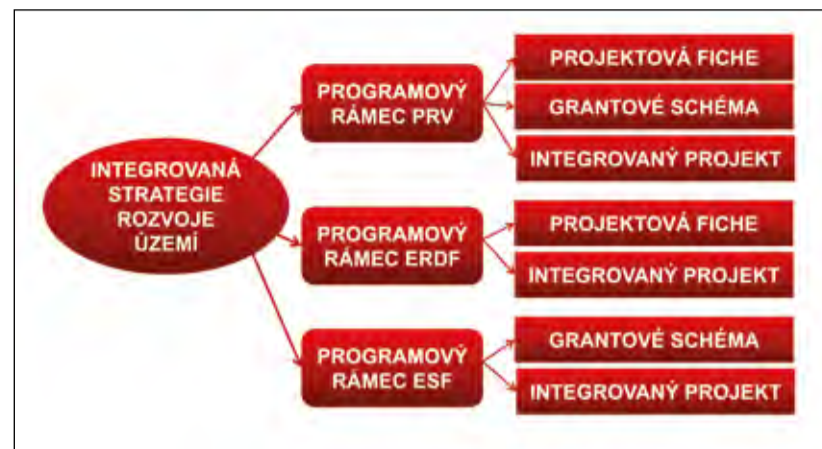 INTEGROVANÁ
STRATEGIE
ROZVOJE
ÚZEMÍ
PROGRAMOVÝ
RÁMEC PRV
PROJEKTOVÁ FICHE
GRANTOVÉ SCHÉMA
INTEGROVANÝ PROJEKT
PROGRAMOVÝ
RÁMEC ERDF
PROJEKTOVÁ FICHE
INTEGROVANÝ PROJEKT
PROGRAMOVÝ
RÁMEC ESF
GRANTOVÉ SCHÉMA
INTEGROVANÝ PROJEKT